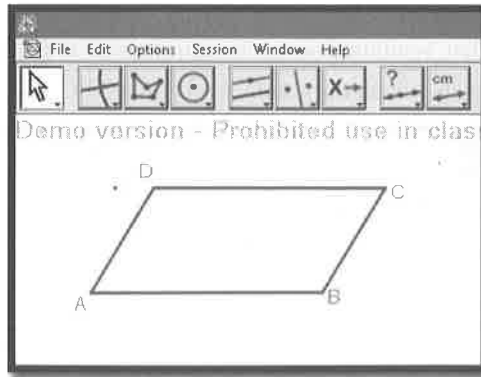 File Edit Options Session Window Help
? cm
Demo version - Prohibited use in clas
D
C
A
B